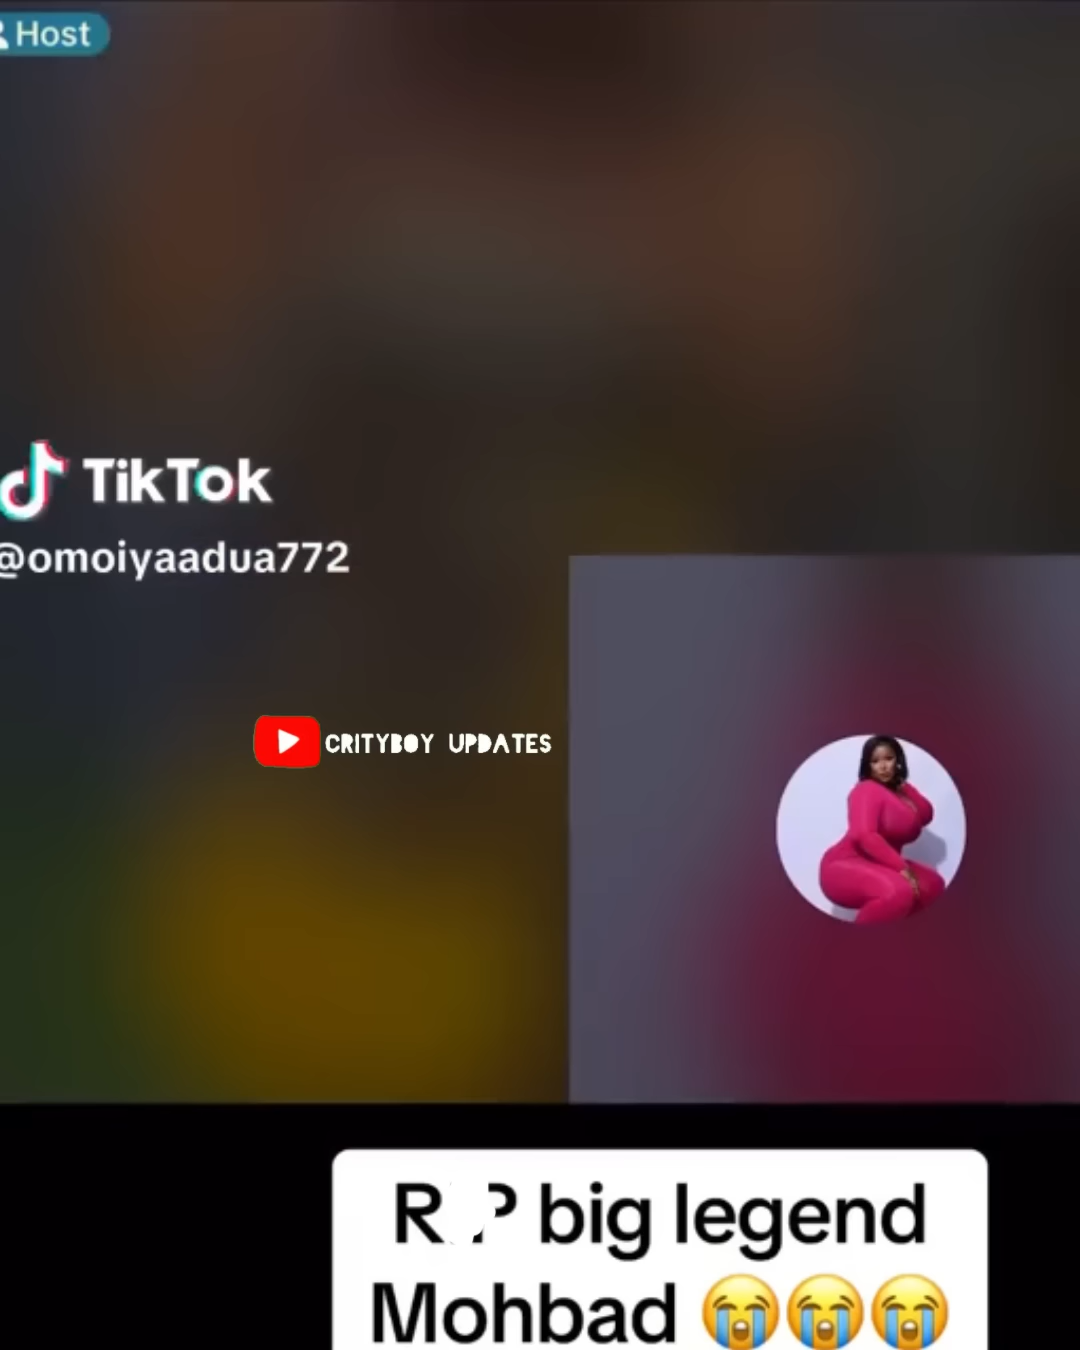 Host
TikTok
@omoiyaadua772
CRITYBOY UPDATES
R P big legend
Mohbad 😭😭😭